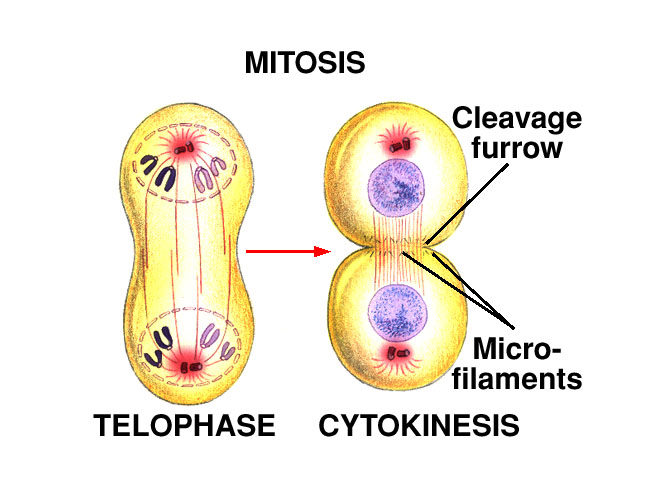 MITOSIS
Cleavage
furrow
Micro-
filaments
TELOPHASE
CYTOKINESIS